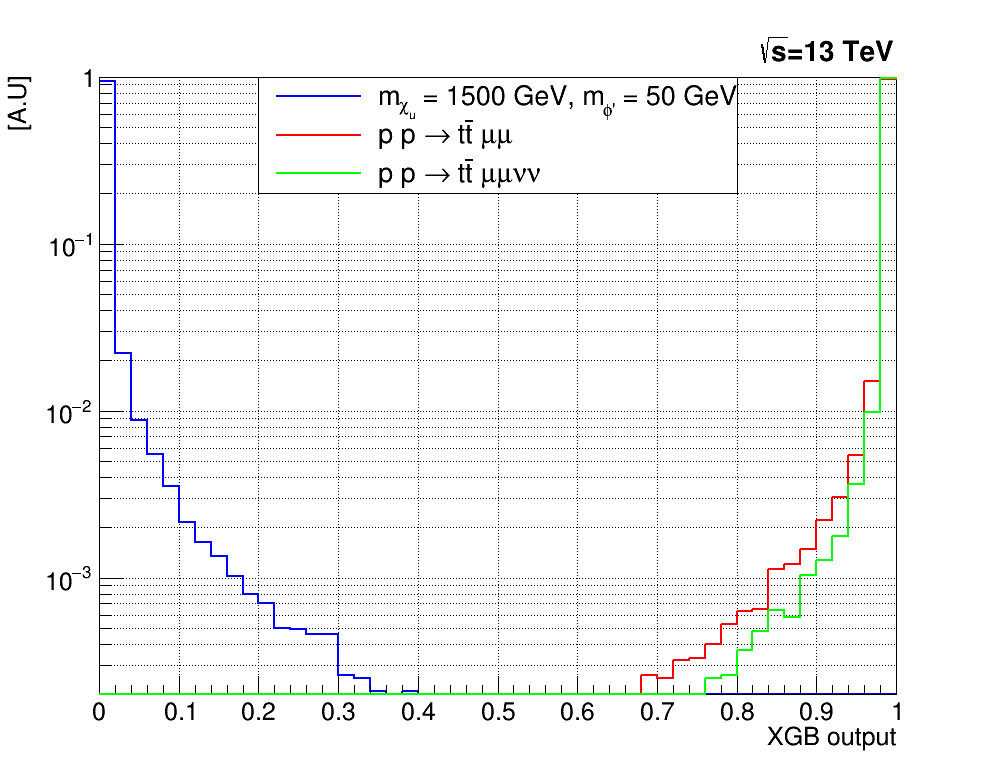 √s=13 TeV
[A.U]
m_χ_u = 1500 GeV, m_ϕ' = 50 GeV
p p → tt̄ μμ
p p → tt̄ μμνν
1
10⁻¹
10⁻²
10⁻³
0 0.1 0.2 0.3 0.4 0.5 0.6 0.7 0.8 0.9 1
XGB output